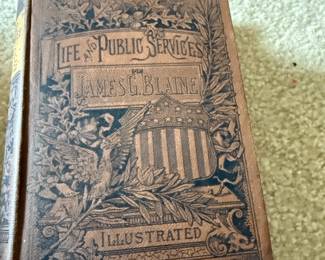 LIFE AND PUBLIC SERVICES
OF
JAMES G. BLAINE
ILLUSTRATED